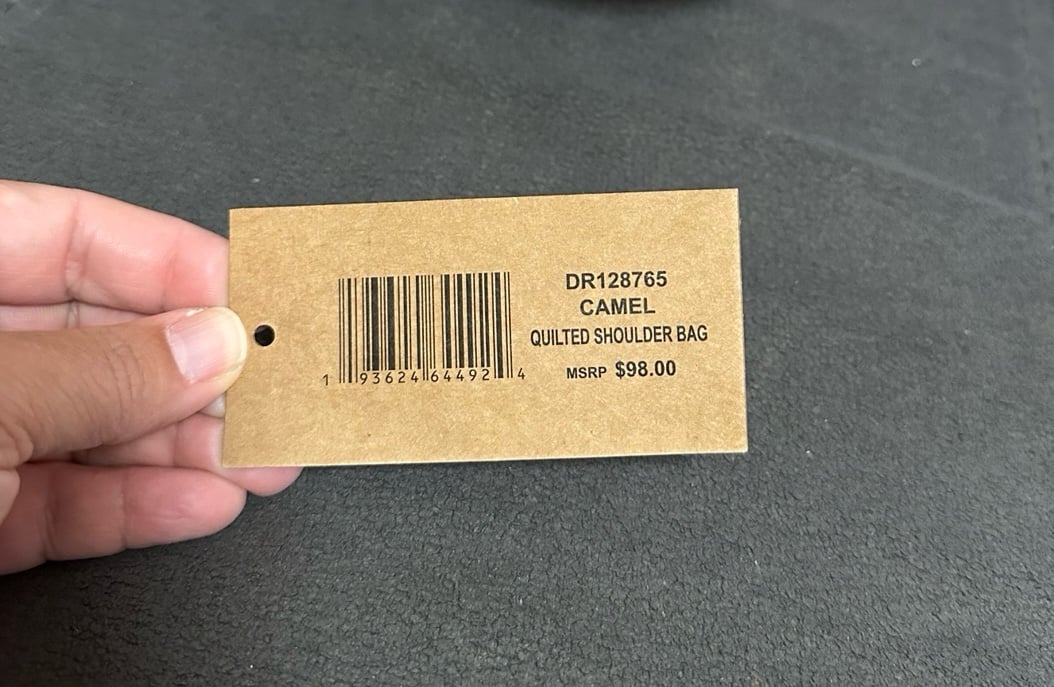 DR128765
CAMEL
QUILTED SHOULDER BAG
MSRP $98.00
1 93624 64492 4